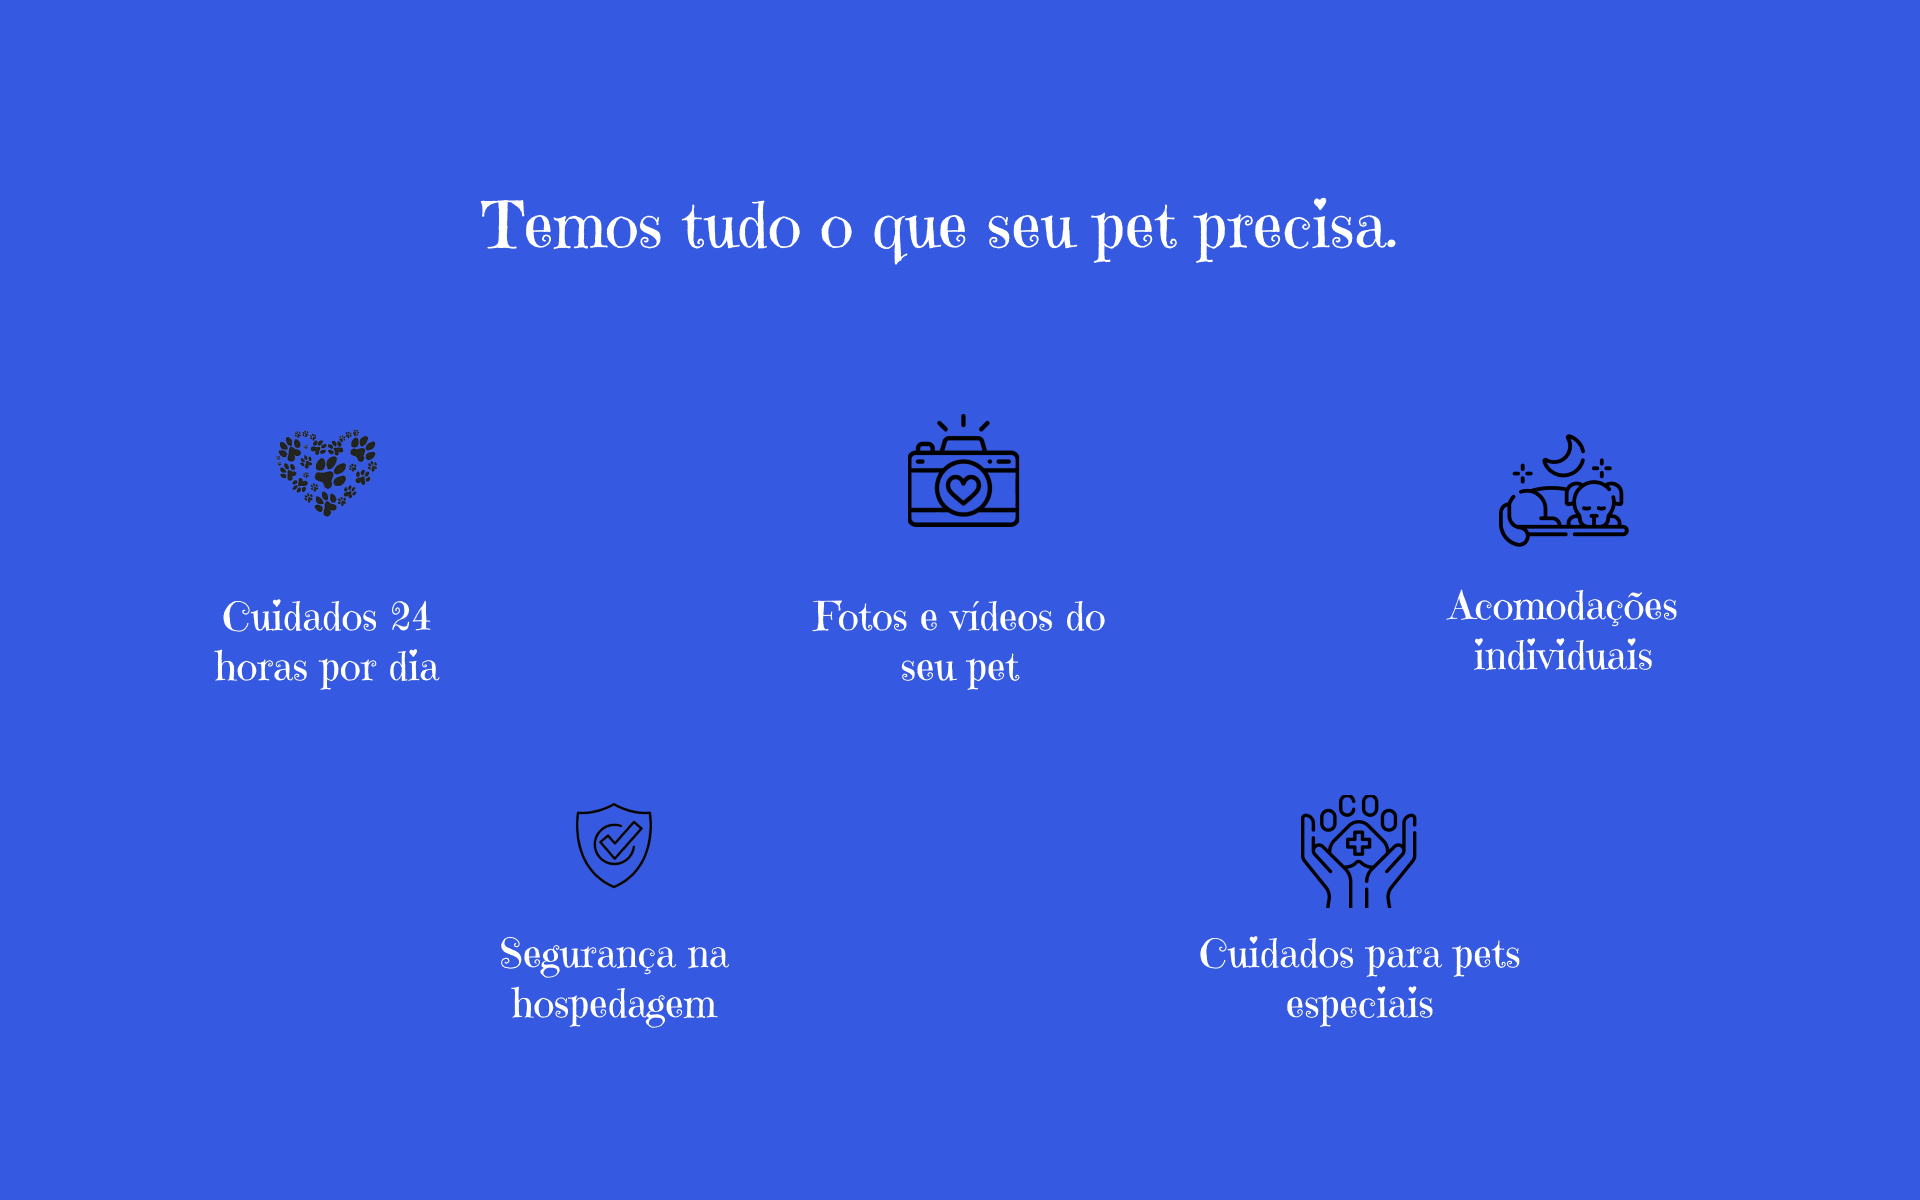 Temos tudo o que seu pet precisa.
Cuidados 24
horas por dia
Fotos e vídeos do
seu pet
Acomodações
individuais
Segurança na
hospedagem
Cuidados para pets
especiais